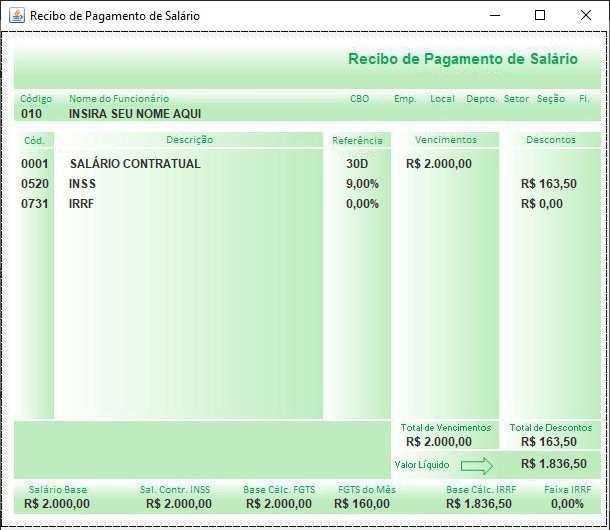 Recibo de Pagamento de Salário
Recibo de Pagamento de Salário
Código Nome do Funcionário CBO Emp. Local Depto. Setor Seção Fl.
010 INSIRA SEU NOME AQUI
Cód. Descrição Referência Vencimentos Descontos
0001 SALÁRIO CONTRATUAL 30D R$ 2.000,00
0520 INSS 9,00% R$ 163,50
0731 IRRF 0,00% R$ 0,00
Total de Vencimentos Total de Descontos
R$ 2.000,00 R$ 163,50
Valor Líquido R$ 1.836,50
Salário Base Sal. Contr. INSS Base Cálc. FGTS FGTS do Mês Base Cálc. IRRF Faixa IRRF
R$ 2.000,00 R$ 2.000,00 R$ 2.000,00 R$ 160,00 R$ 1.836,50 0,00%